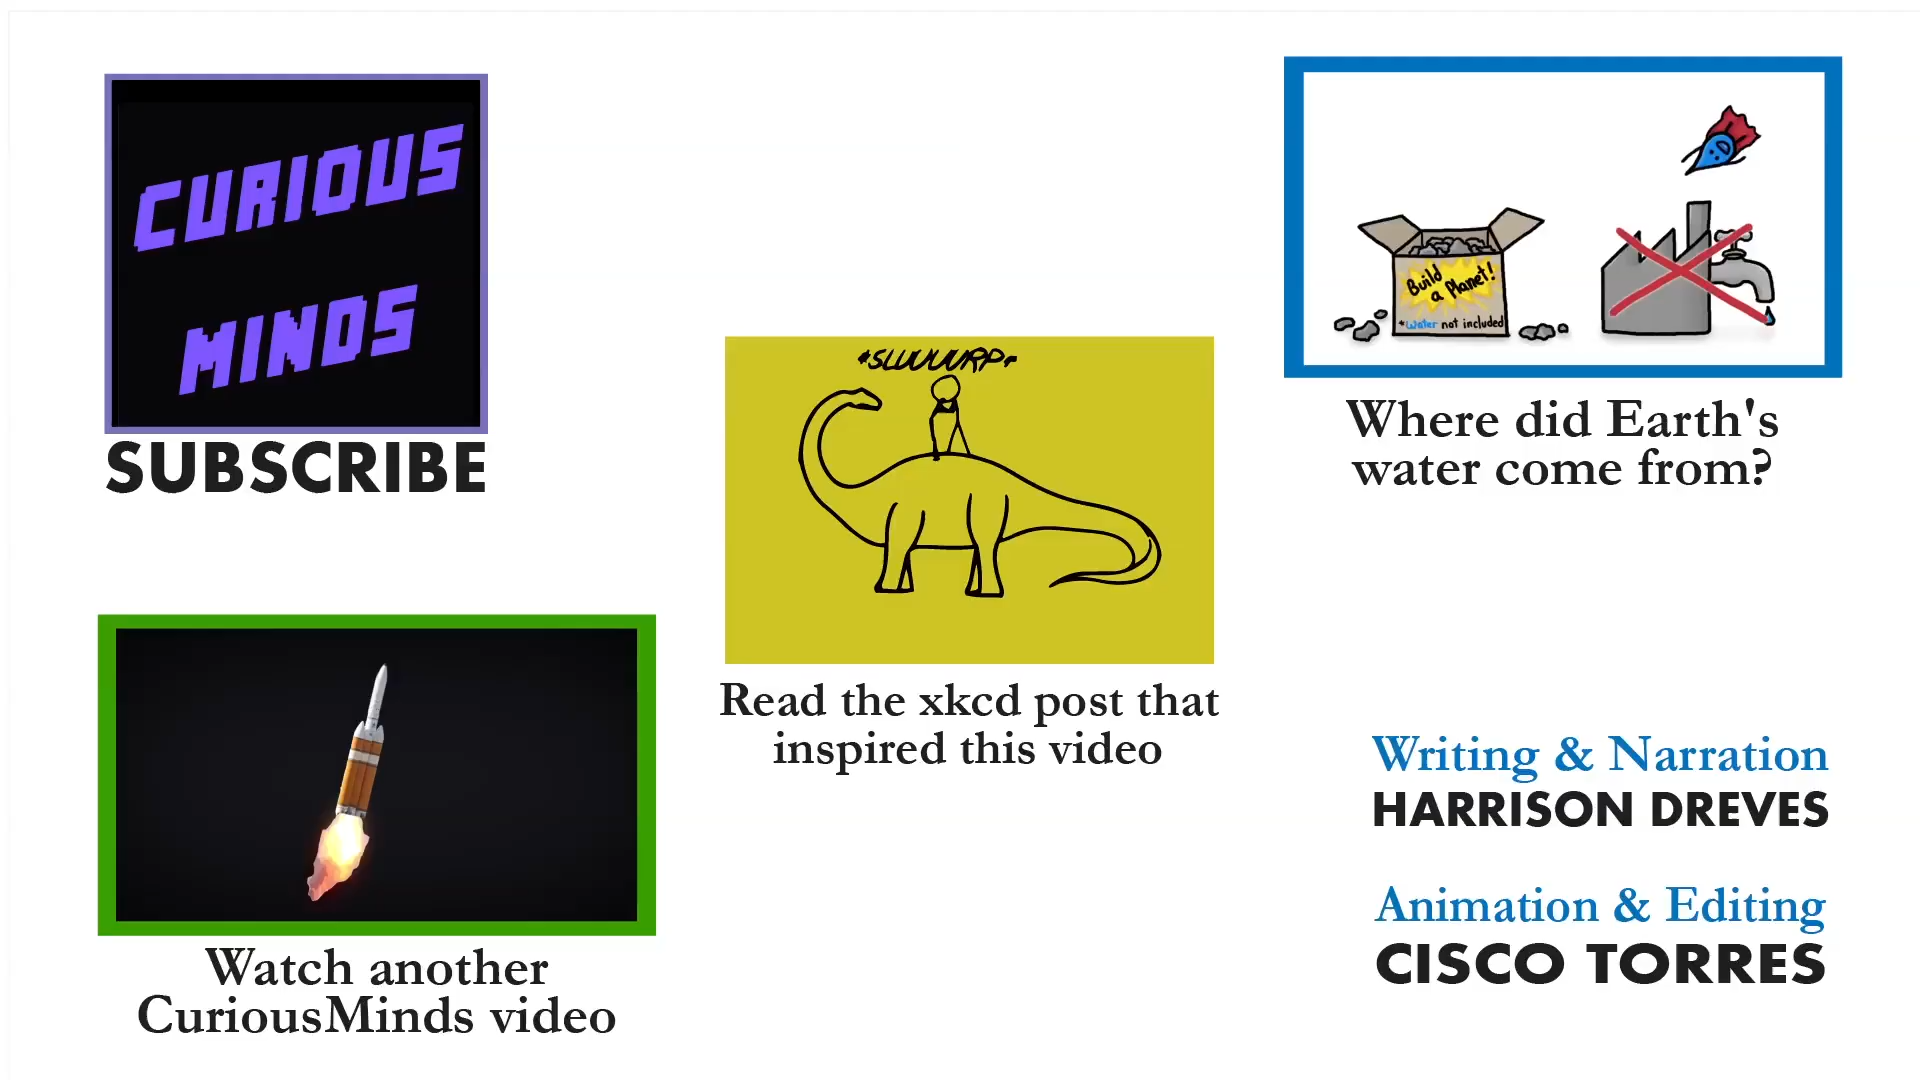 CURIOUS
MINDS
SUBSCRIBE
Build
a Planet!
*Water not included
Where did Earth's
water come from?
*SLUUUURP*
Read the xkcd post that
inspired this video
Watch another
CuriousMinds video
Writing & Narration
HARRISON DREVES
Animation & Editing
CISCO TORRES